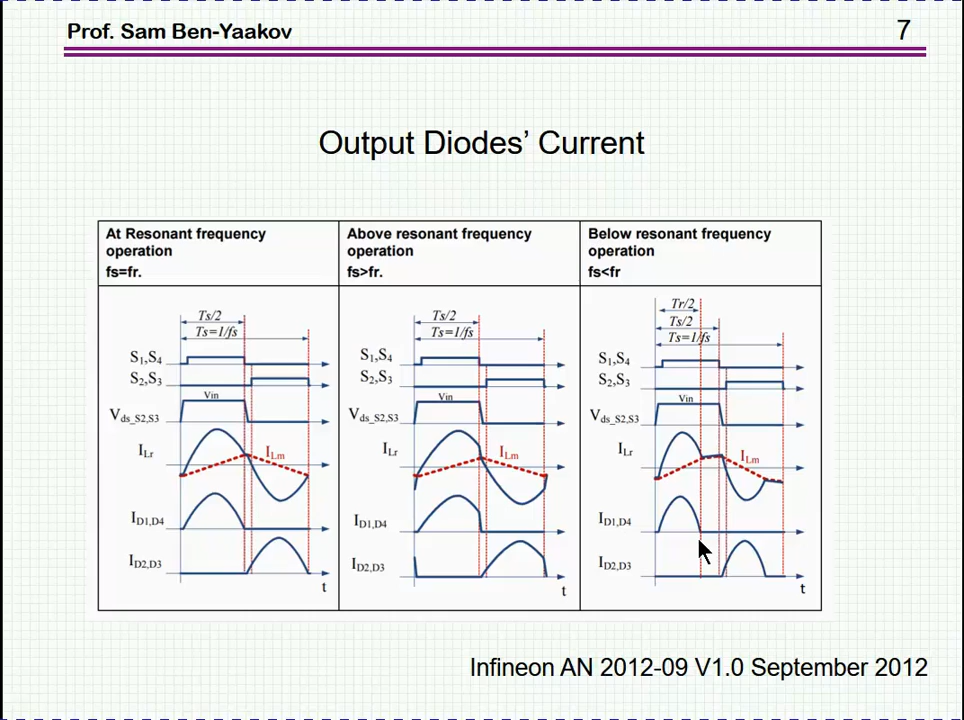 Prof. Sam Ben-Yaakov
7
Output Diodes’ Current
At Resonant frequency
operation
fs=fr.
Above resonant frequency
operation
fs>fr.
Below resonant frequency
operation
fs<fr
Ts/2
Ts=1/fs
S1,S4
S2,S3
Vin
Vds_S2,S3
ILr
ILm
ID1,D4
ID2,D3
t
Ts/2
Ts=1/fs
S1,S4
S2,S3
Vin
Vds_S2,S3
ILr
ILm
ID1,D4
ID2,D3
t
Tr/2
Ts/2
Ts=1/fs
S1,S4
S2,S3
Vin
Vds_S2,S3
ILr
ILm
ID1,D4
ID2,D3
t
Infineon AN 2012-09 V1.0 September 2012